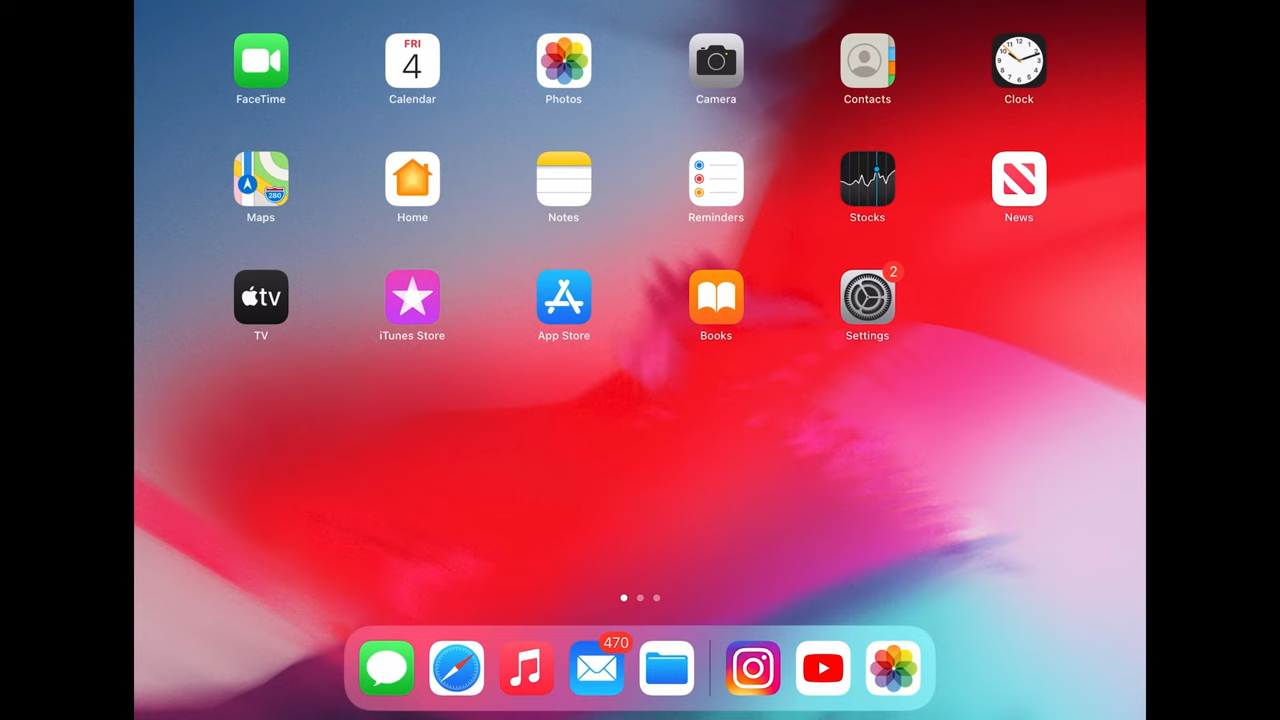 FRI
4
FaceTime
Calendar
Photos
Camera
Contacts
Clock
280
Maps
Home
Notes
Reminders
Stocks
News
tv
2
TV
iTunes Store
App Store
Books
Settings
470